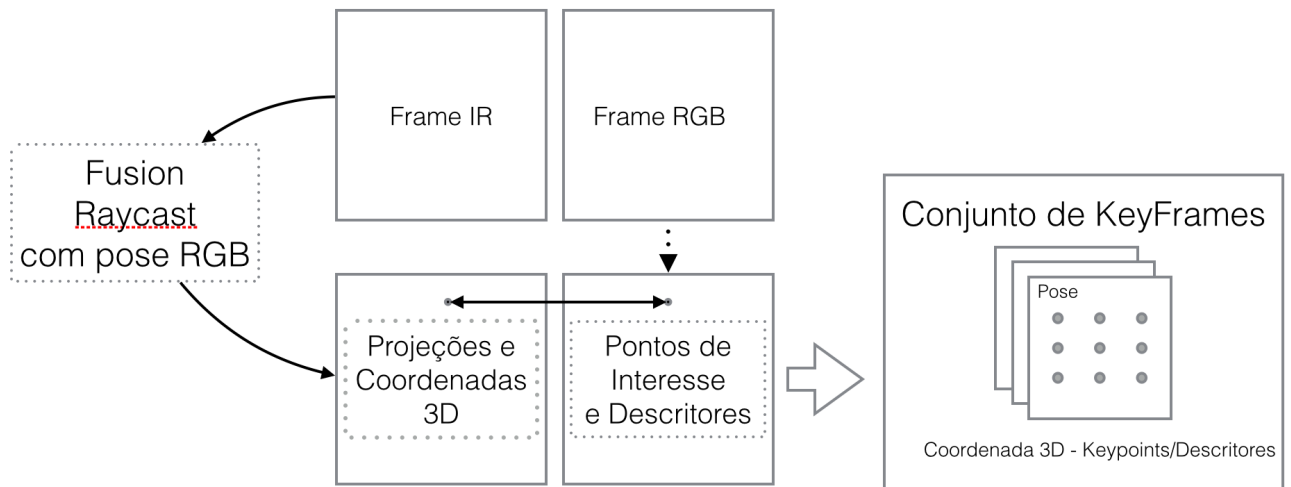 Frame IR
Frame RGB
Fusion
Raycast
com pose RGB
Projeções e
Coordenadas
3D
Pontos de
Interesse
e Descritores
Conjunto de KeyFrames
Pose
Coordenada 3D - Keypoints/Descritores